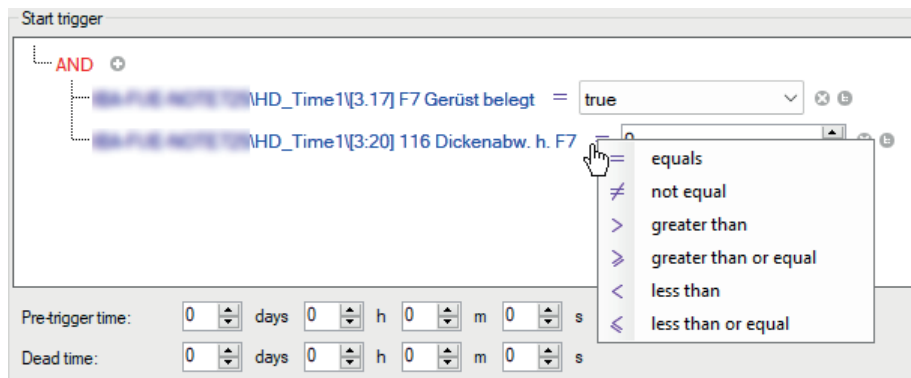 Start trigger
AND
\HD_Time1\[3.17] F7 Gerüst belegt = true
\HD_Time1\[3:20] 116 Dickenabw. h. F7 = 0
= equals
≠ not equal
> greater than
⩾ greater than or equal
< less than
⩽ less than or equal
Pre-trigger time: 0 days 0 h 0 m 0 s
Dead time: 0 days 0 h 0 m 0 s